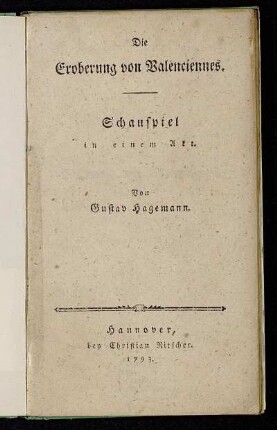 Die
Eroberung von Valenciennes.
Schauspiel
in einem Akt.
Von
Gustav Hagemann.
Hannover,
bey Christian Ritscher.
1793.